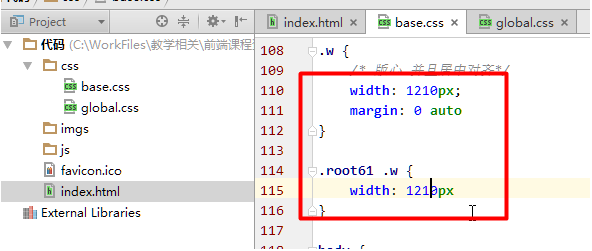 代码
Project
index.html
base.css
global.css
代码 (C:\WorkFiles\教学相关\前端课程
css
base.css
global.css
imgs
js
favicon.ico
index.html
External Libraries
108 .w {
109 /* 版心 并且居中对齐*/
110 width: 1210px;
111 margin: 0 auto
112 }
113
114 .root61 .w {
115 width: 1210px
116 }
117
118 body {